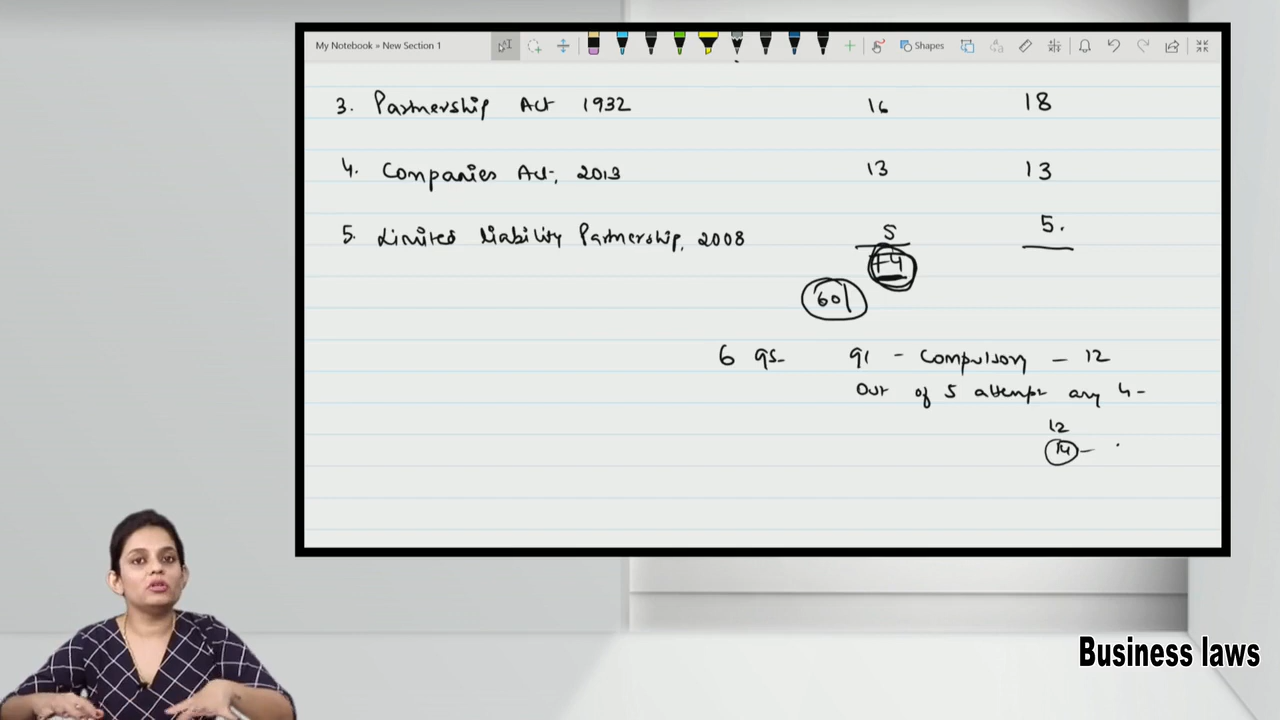 My Notebook » New Section 1
Shapes
3. Partnership Act 1932 16 18
4. Companies Act, 2013 13 13
5. Limited Liability Partnership, 2008 5 5.
74
60/
6 qs- q1 - Compulsory - 12
Out of 5 attempt any 4-
12
14 -
Business laws